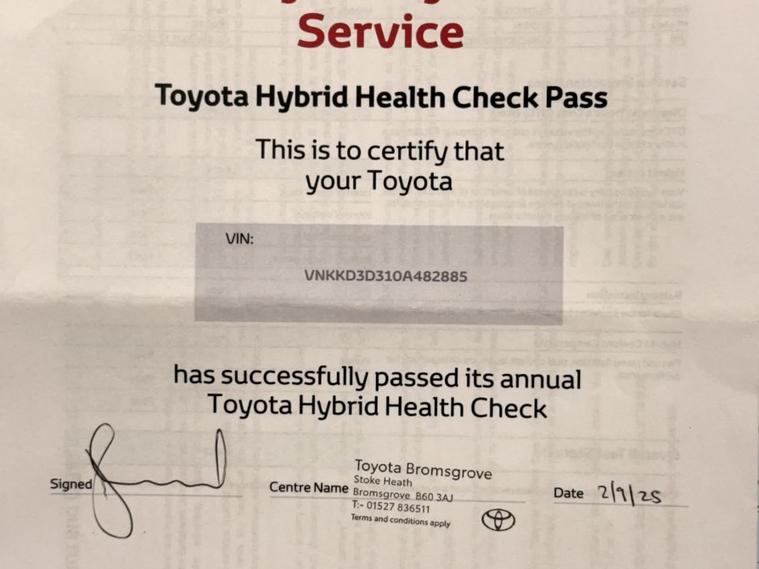 Service
Toyota Hybrid Health Check Pass
This is to certify that
your Toyota
VIN:
VNKKD3D310A482885
has successfully passed its annual
Toyota Hybrid Health Check
Signed
Centre Name
Toyota Bromsgrove
Stoke Heath
Bromsgrove B60 3AJ
T:- 01527 836511
Terms and conditions apply
Date 2/9/25